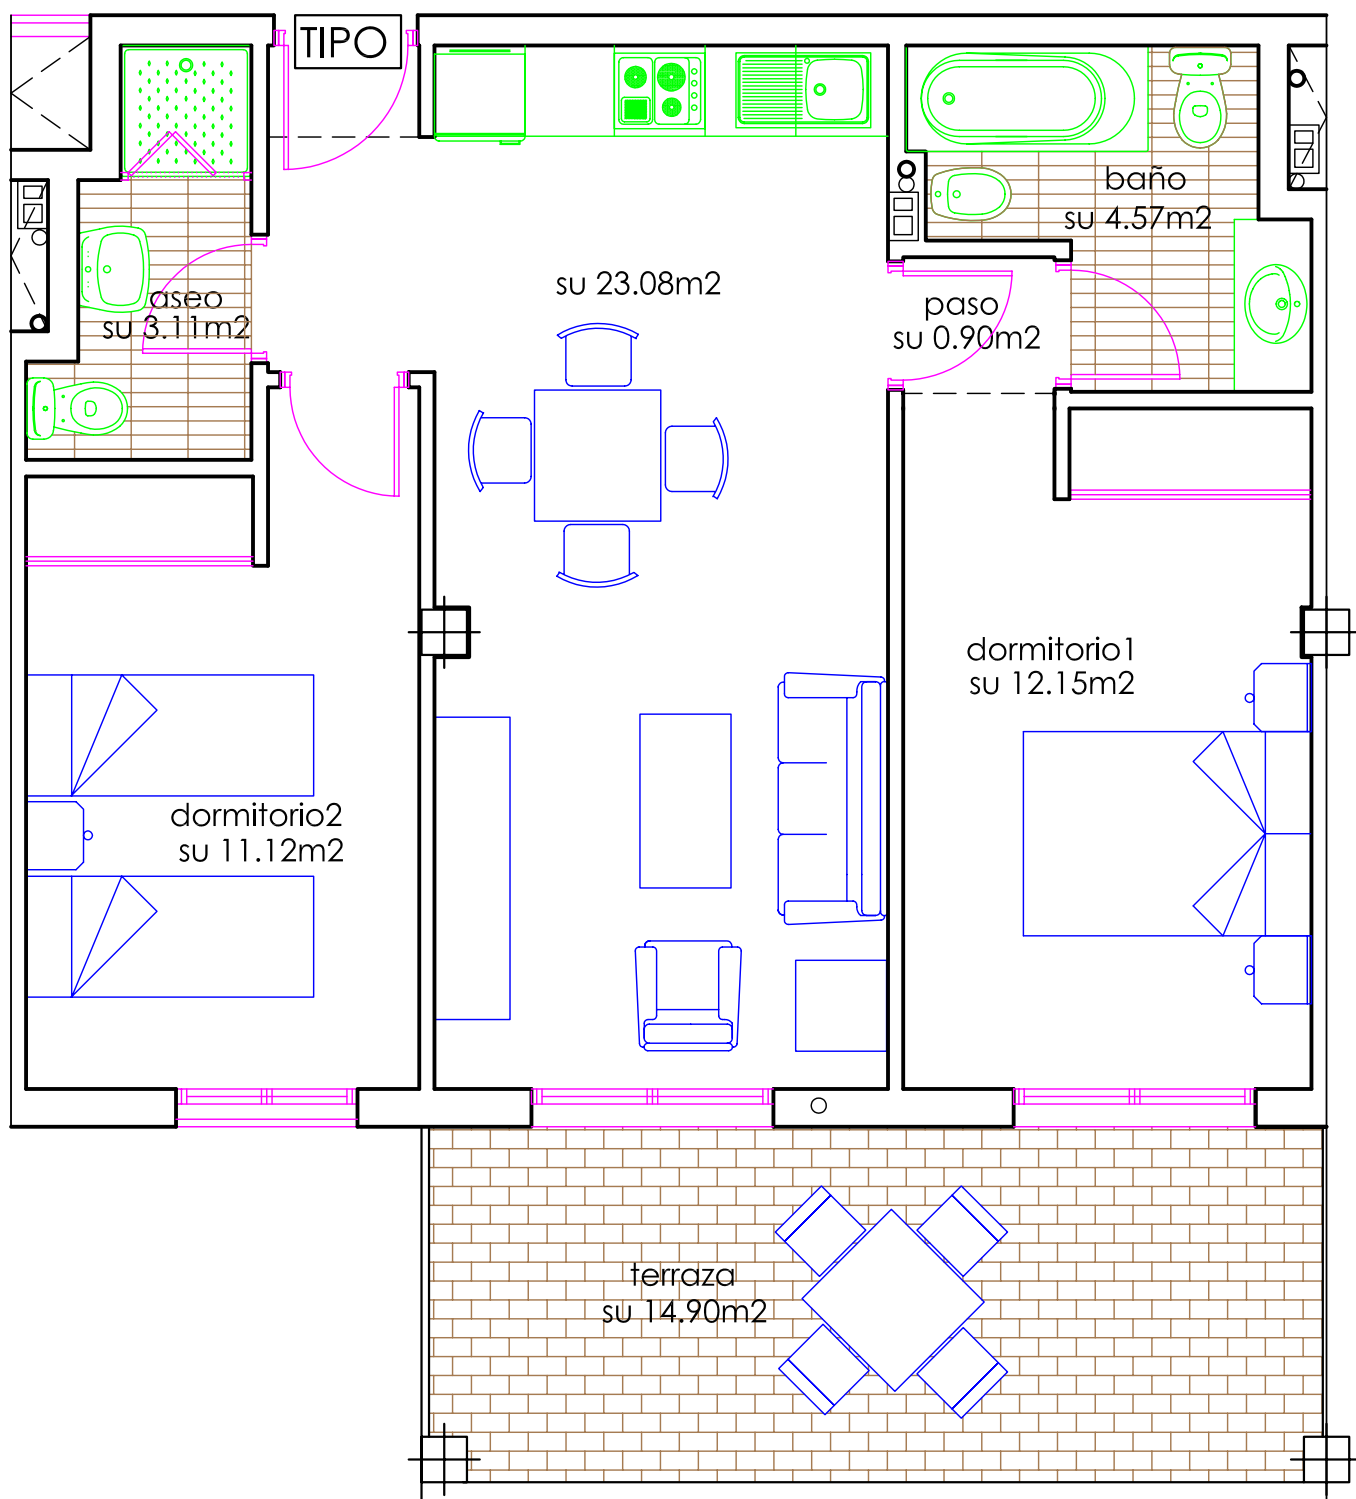 TIPO
baño
su 4.57m2
su 23.08m2
aseo
su 3.11m2
paso
su 0.90m2
dormitorio1
su 12.15m2
dormitorio2
su 11.12m2
terraza
su 14.90m2